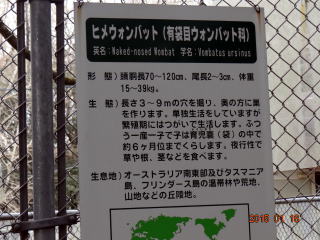 ヒメウォンバット (有袋目ウォンバット科)
英名:Naked-nosed Wombat 学名:Vombatus ursinus
形 態) 頭胴長70～120cm、尾長2～3cm、体重
15～39kg。
生 態) 長さ3～9mの穴を掘り、奥の方に巣
を作ります。単独生活をしていますが
繁殖期にはつがいで生活します。ふつ
う一産一子で子は育児嚢(袋)の中で
約6ヶ月位までくらします。夜行性で
草や根、茎などを食べます。
生息地) オーストラリア南東部及びタスマニア
島、フリンダース島の温帯林や荒地、
山地などの丘陵地。
2015 01 16